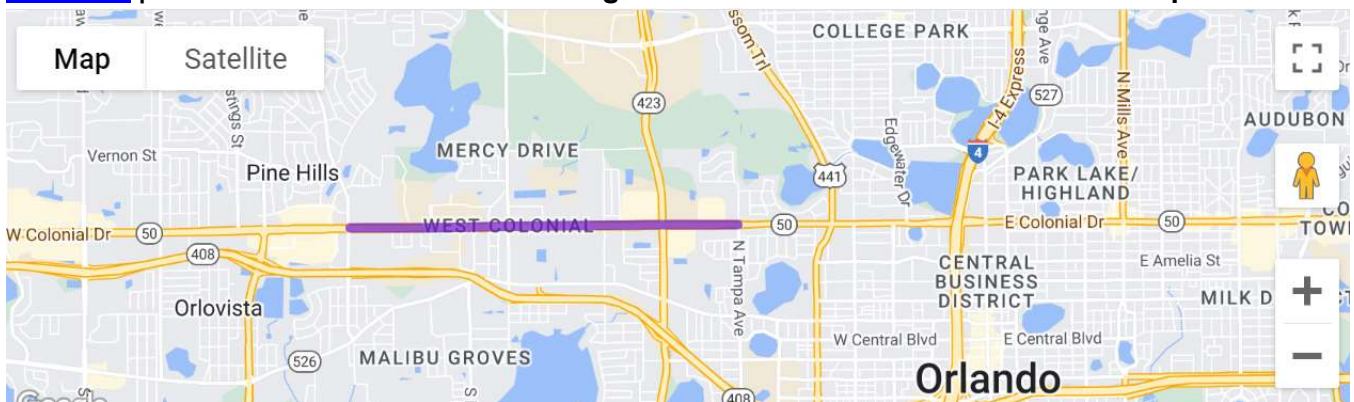 COLLEGE PARK
Map
Satellite
I-4 Express
527
N Mills Ave
423
AUDUBON
Edgewater Dr
MERCY DRIVE
Vernon St
Pine Hills
4
441
PARK LAKE/
HIGHLAND
WEST COLONIAL
W Colonial Dr
50
50
E Colonial Dr
50
408
N Tampa Ave
CENTRAL
BUSINESS
DISTRICT
E Amelia St
Orlovista
MILK D
W Central Blvd
E Central Blvd
526
MALIBU GROVES
Orlando
408